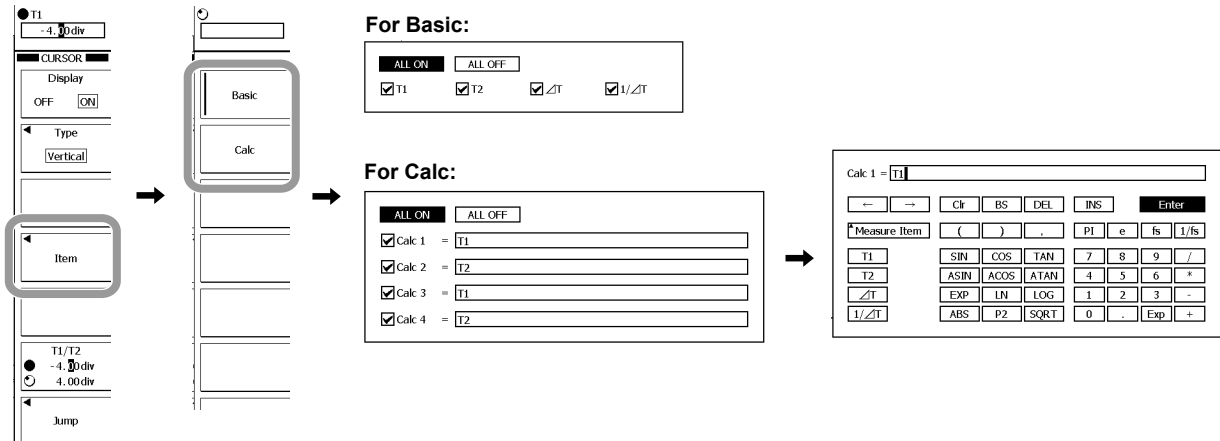 T1
-4.00div
CURSOR
Display
OFF ON
Type
Vertical
Item
T1/T2
-4.00div
4.00div
Jump
Basic
Calc
For Basic:
ALL ON ALL OFF
T1 T2 ⊿T 1/⊿T
For Calc:
ALL ON ALL OFF
Calc 1 = T1
Calc 2 = T2
Calc 3 = T1
Calc 4 = T2
Calc 1 = T1
← → Clr BS DEL INS Enter
Measure Item ( ) , PI e fs 1/fs
T1 SIN COS TAN 7 8 9 /
T2 ASIN ACOS ATAN 4 5 6 *
⊿T EXP LN LOG 1 2 3 -
1/⊿T ABS P2 SQRT 0 . Exp +